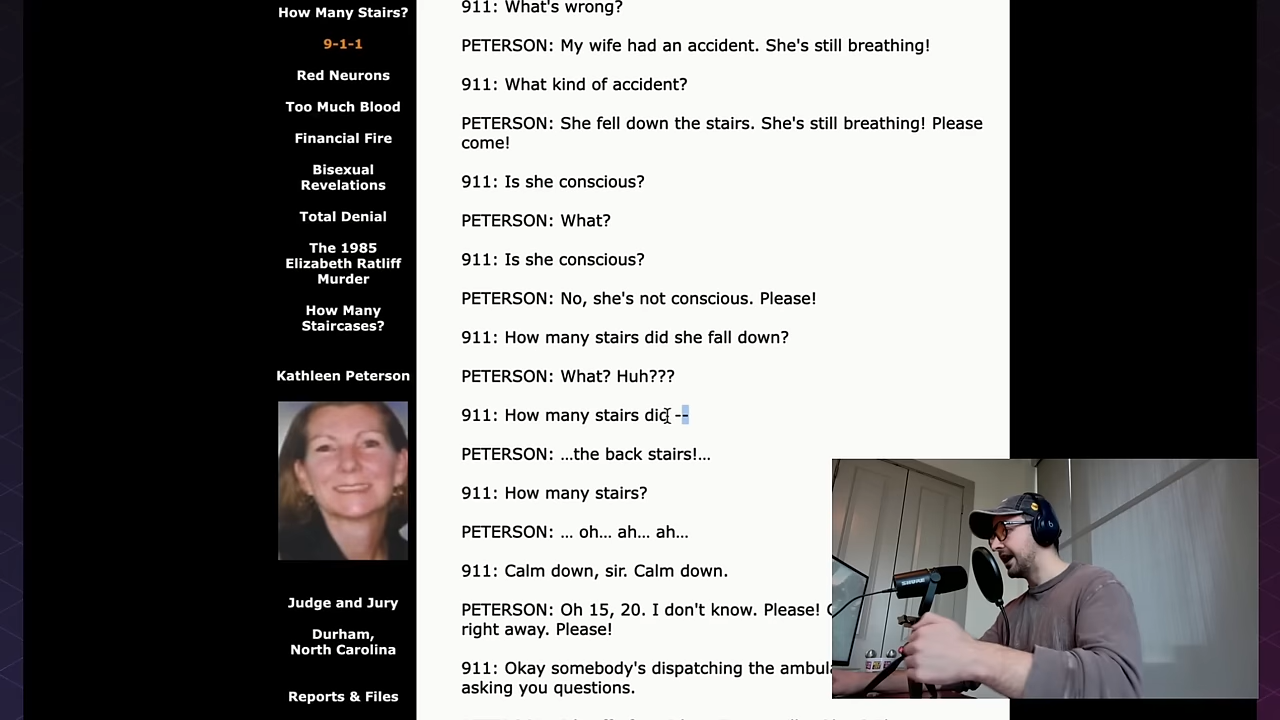 How Many Stairs?
9-1-1
Red Neurons
Too Much Blood
Financial Fire
Bisexual
Revelations
Total Denial
The 1985
Elizabeth Ratliff
Murder
How Many
Staircases?
Kathleen Peterson
Judge and Jury
Durham,
North Carolina
Reports & Files
911: What's wrong?
PETERSON: My wife had an accident. She's still breathing!
911: What kind of accident?
PETERSON: She fell down the stairs. She's still breathing! Please
come!
911: Is she conscious?
PETERSON: What?
911: Is she conscious?
PETERSON: No, she's not conscious. Please!
911: How many stairs did she fall down?
PETERSON: What? Huh???
911: How many stairs did --
PETERSON: …the back stairs!…
911: How many stairs?
PETERSON: … oh… ah… ah…
911: Calm down, sir. Calm down.
PETERSON: Oh 15, 20. I don't know. Please!
right away. Please!
911: Okay somebody's dispatching the
asking you questions.
SHURE